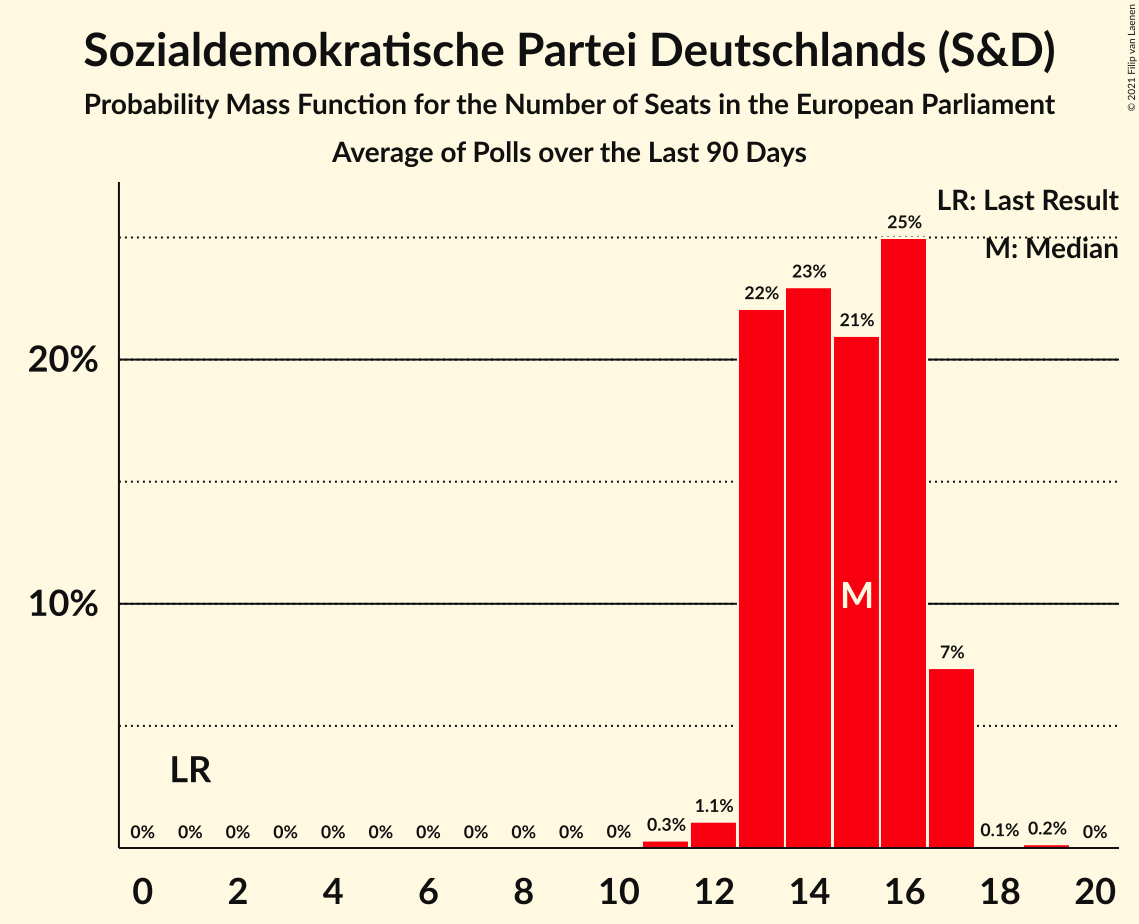 Sozialdemokratische Partei Deutschlands (S&D)
Probability Mass Function for the Number of Seats in the European Parliament
Average of Polls over the Last 90 Days
© 2021 Filip van Laenen
LR: Last Result
M: Median
25%
23%
22%
21%
20%
10%
M
7%
LR
1.1%
0% 0% 0% 0% 0% 0% 0% 0% 0% 0% 0% 0.3% 0.1% 0.2% 0%
0 2 4 6 8 10 12 14 16 18 20